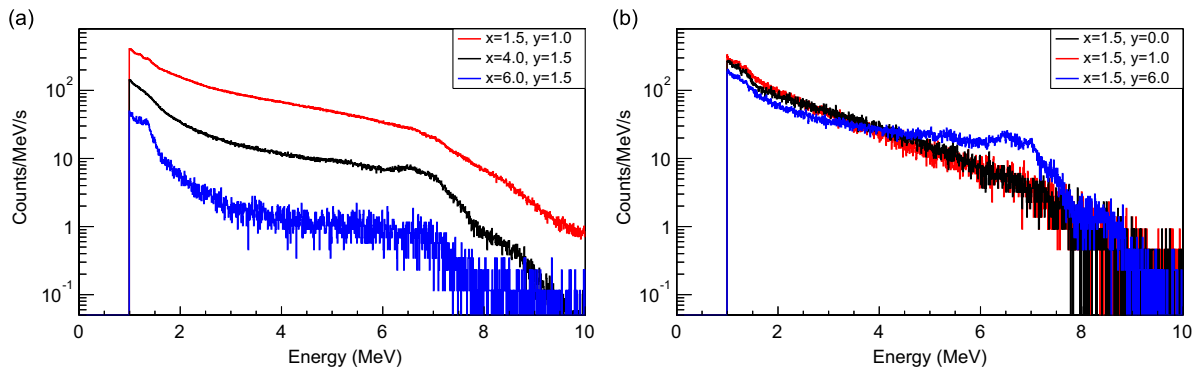 (a)
Counts/MeV/s
10²
10
1
10⁻¹
x=1.5, y=1.0
x=4.0, y=1.5
x=6.0, y=1.5
0 2 4 6 8 10
Energy (MeV)
(b)
Counts/MeV/s
10²
10
1
10⁻¹
x=1.5, y=0.0
x=1.5, y=1.0
x=1.5, y=6.0
0 2 4 6 8 10
Energy (MeV)